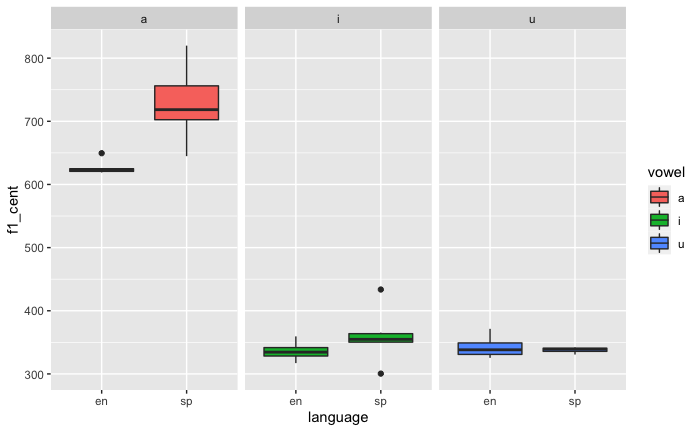 a i u
800
700
600
500
400
300
f1_cent
en sp en sp en sp
language
vowel
a
i
u